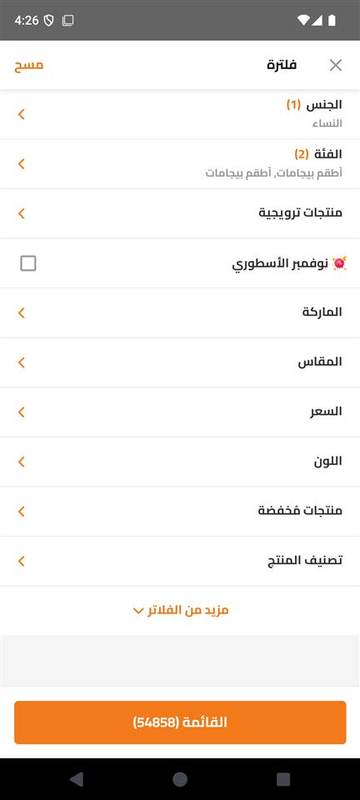 4:26
فلترة
مسح
الجنس (1)
النساء
الفئة (2)
أطقم بيجامات, أطقم بيجامات
منتجات ترويجية
نوفمبر الأسطوري
الماركة
المقاس
السعر
اللون
منتجات مُخفضة
تصنيف المنتج
مزيد من الفلاتر
القائمة (54858)